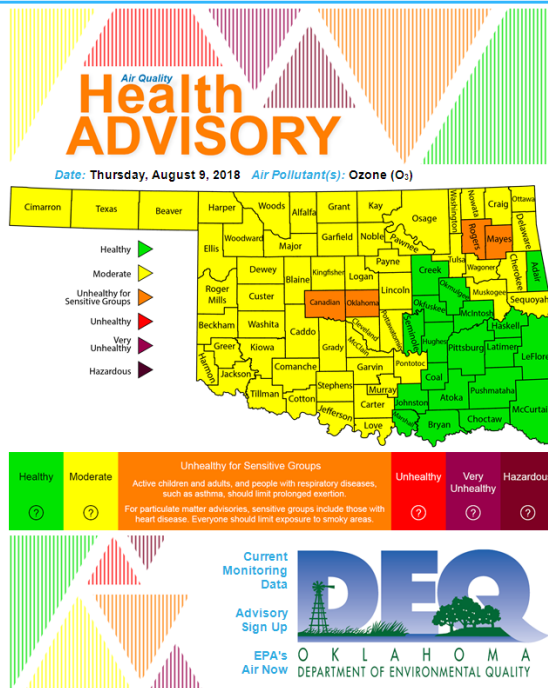 Air Quality
Health
ADVISORY
Date: Thursday, August 9, 2018 Air Pollutant(s): Ozone (O₃)
Cimarron
Texas
Beaver
Harper
Woods
Alfalfa
Grant
Kay
Osage
Washington
Nowata
Craig
Ottawa
Ellis
Woodward
Major
Garfield
Noble
Pawnee
Rogers
Mayes
Delaware
Roger
Mills
Dewey
Blaine
Kingfisher
Logan
Payne
Creek
Tulsa
Wagoner
Cherokee
Adair
Custer
Canadian
Oklahoma
Lincoln
Okfuskee
Okmulgee
Muskogee
Sequoyah
McIntosh
Haskell
Beckham
Washita
Caddo
Grady
Cleveland
McClain
Pottawatomie
Seminole
Hughes
Pittsburg
Latimer
LeFlore
Greer
Kiowa
Harmon
Jackson
Comanche
Stephens
Garvin
Pontotoc
Coal
Tillman
Cotton
Jefferson
Murray
Carter
Love
Johnston
Marshall
Atoka
Bryan
Pushmataha
Choctaw
McCurtai
Healthy
Moderate
Unhealthy for
Sensitive Groups
Unhealthy
Very
Unhealthy
Hazardous
Healthy
?
Moderate
?
Unhealthy for Sensitive Groups
Active children and adults, and people with respiratory diseases,
such as asthma, should limit prolonged exertion.
For particulate matter advisories, sensitive groups include those with
heart disease. Everyone should limit exposure to smoky areas.
Unhealthy
?
Very
Unhealthy
?
Hazardous
?
Current
Monitoring
Data
Advisory
Sign Up
EPA's
Air Now
DEQ
OKLAHOMA
DEPARTMENT OF ENVIRONMENTAL QUALITY